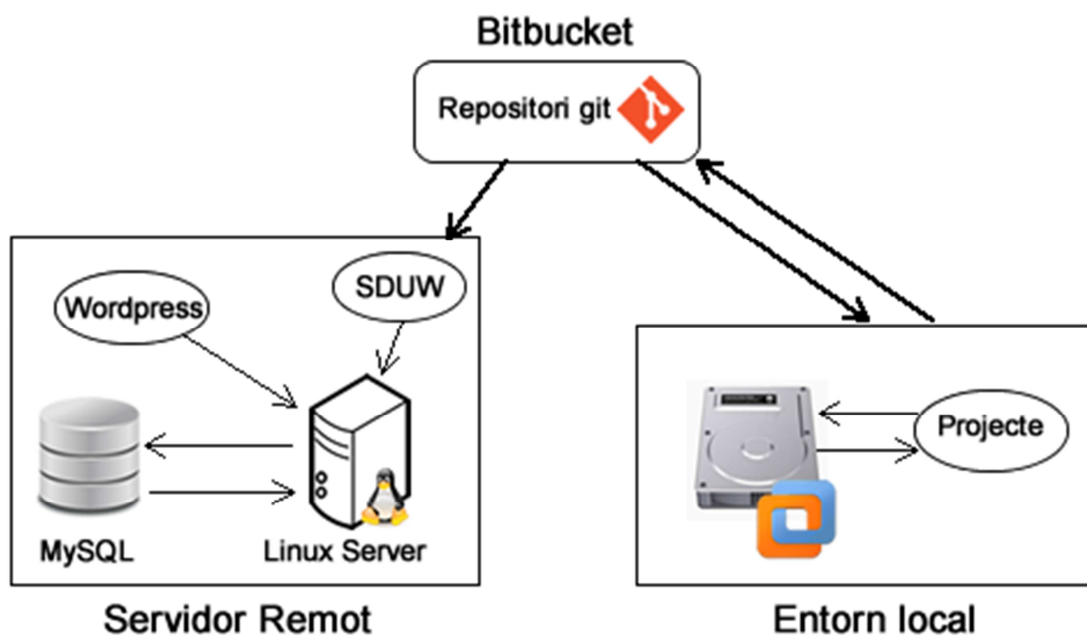 Bitbucket
Repositori git
Wordpress
SDUW
Projecte
MySQL
Linux Server
Servidor Remot
Entorn local